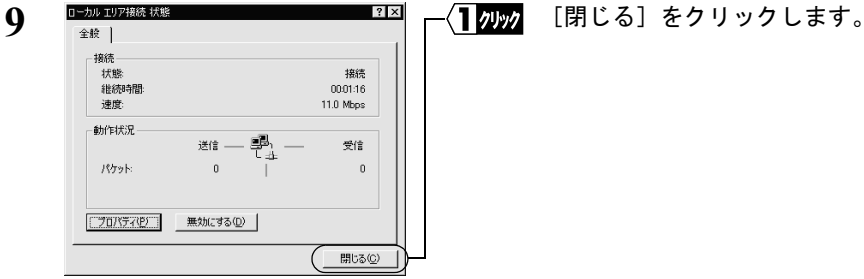 9
ローカル エリア接続 状態
全般
接続
状態: 接続
継続時間: 00:01:16
速度: 11.0 Mbps
動作状況
送信 受信
パケット: 0 0
プロパティ(P) 無効にする(D)
閉じる(C)
1 クリック [閉じる]をクリックします。